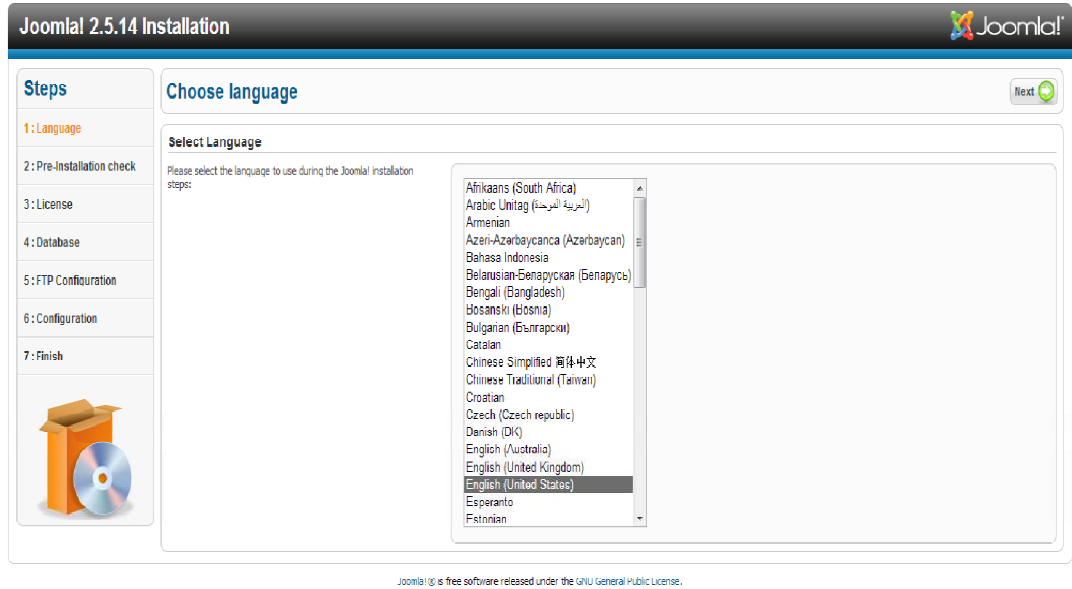 Joomla! 2.5.14 Installation
Joomla!
Steps
1 : Language
2 : Pre-Installation check
3 : License
4 : Database
5 : FTP Configuration
6 : Configuration
7 : Finish
Choose language
Next
Select Language
Please select the language to use during the Joomla! installation
steps:
Afrikaans (South Africa)
Arabic Unitag (العربية الموحدة)
Armenian
Azeri-Azərbaycanca (Azərbaycan)
Bahasa Indonesia
Belarusian-Беларуская (Беларусь)
Bengali (Bangladesh)
Bosanski (Bosnia)
Bulgarian (Български)
Catalan
Chinese Simplified 简体中文
Chinese Traditional (Taiwan)
Croatian
Czech (Czech republic)
Danish (DK)
English (Australia)
English (United Kingdom)
English (United States)
Esperanto
Estonian
Joomla! ® is free software released under the GNU General Public License.